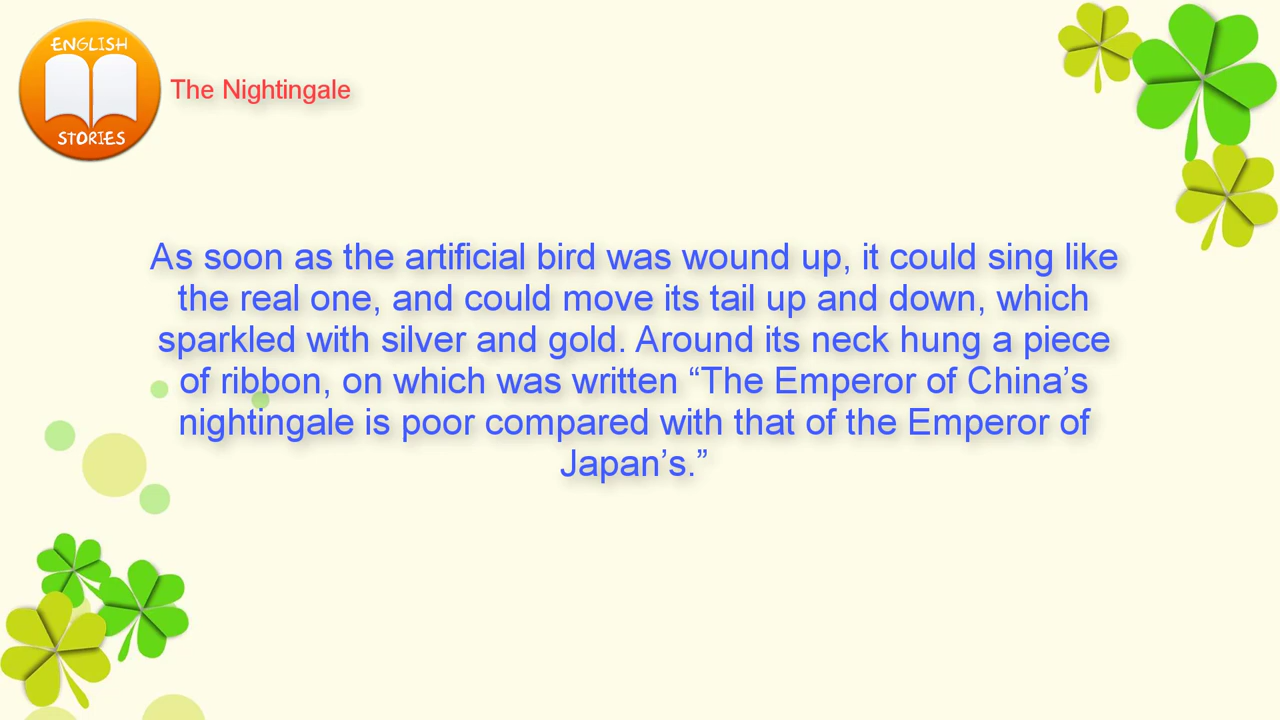 ENGLISH
STORIES
The Nightingale
As soon as the artificial bird was wound up, it could sing like
the real one, and could move its tail up and down, which
sparkled with silver and gold. Around its neck hung a piece
of ribbon, on which was written “The Emperor of China’s
nightingale is poor compared with that of the Emperor of
Japan’s.”